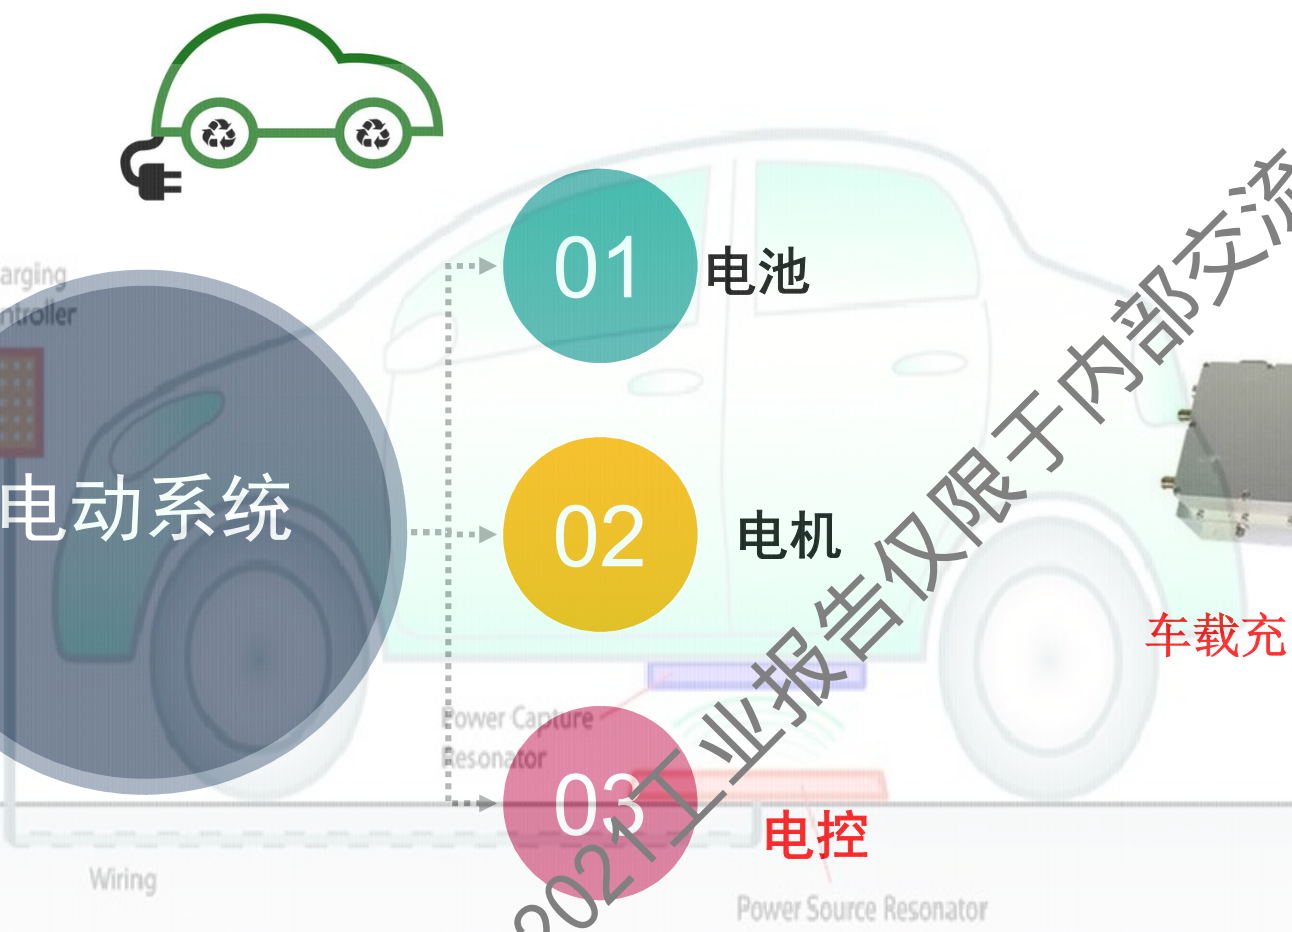 arging
ntroller
电动系统
01
电池
02
电机
03
电控
车载充
Power Capture
Resonator
Wiring
Power Source Resonator
2021工业报告仅限于内部交流